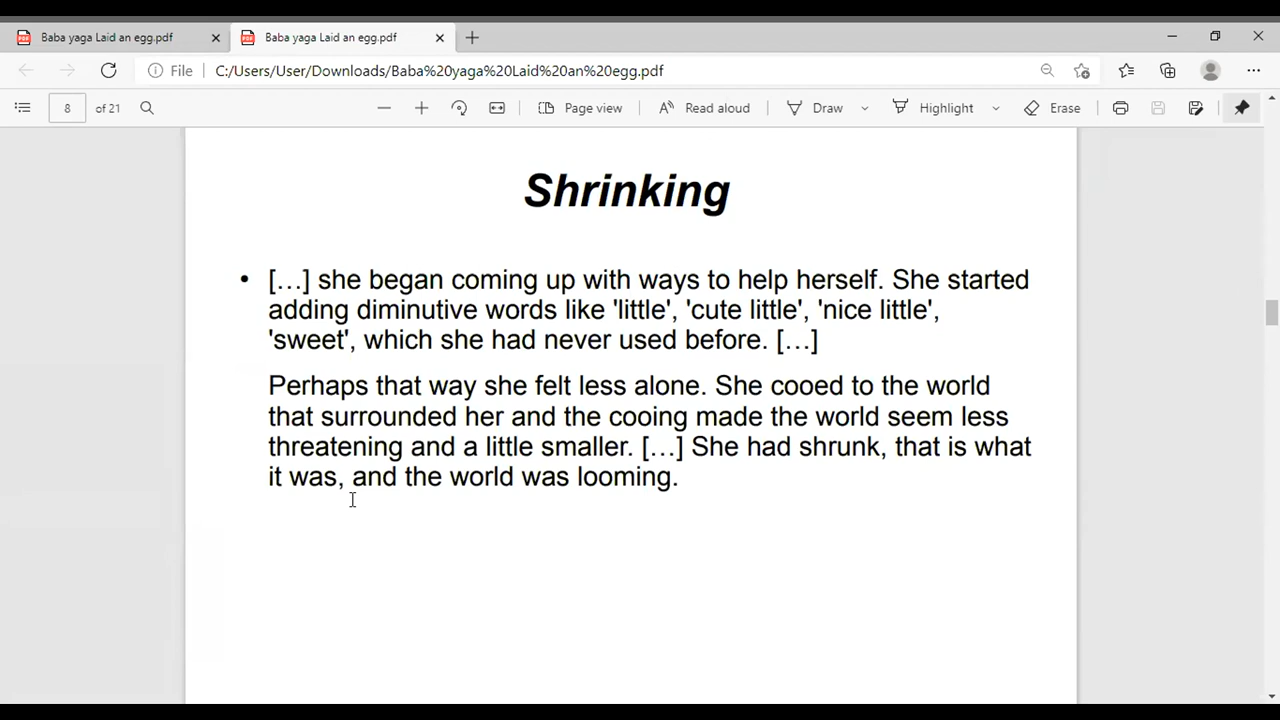 Baba yaga Laid an egg.pdf
Baba yaga Laid an egg.pdf
File
C:/Users/User/Downloads/Baba%20yaga%20Laid%20an%20egg.pdf
8 of 21
Page view
Read aloud
Draw
Highlight
Erase
Shrinking
• […] she began coming up with ways to help herself. She started
adding diminutive words like 'little', 'cute little', 'nice little',
'sweet', which she had never used before. […]
Perhaps that way she felt less alone. She cooed to the world
that surrounded her and the cooing made the world seem less
threatening and a little smaller. […] She had shrunk, that is what
it was, and the world was looming.